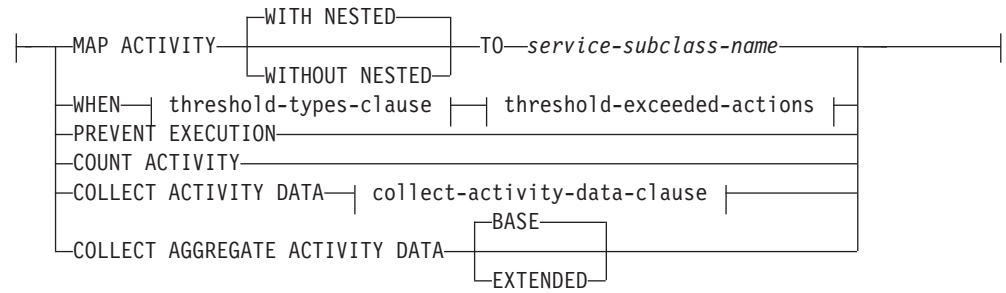 WITH NESTED
MAP ACTIVITY TO service-subclass-name
WITHOUT NESTED
WHEN threshold-types-clause threshold-exceeded-actions
PREVENT EXECUTION
COUNT ACTIVITY
COLLECT ACTIVITY DATA collect-activity-data-clause
BASE
COLLECT AGGREGATE ACTIVITY DATA
EXTENDED